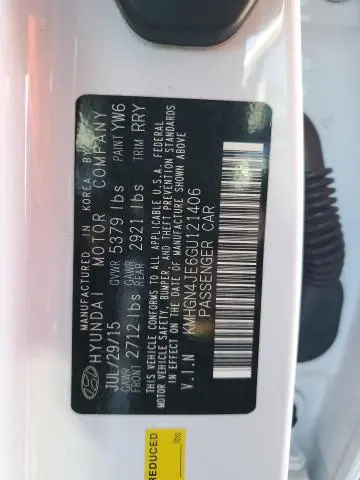 MANUFACTURED IN KOREA BY
HYUNDAI MOTOR COMPANY
JUL/29/15 GVWR 5379 lbs PAINT YW6
GAWR FRONT 2712 lbs GAWR REAR 2921 lbs TRIM RRY
THIS VEHICLE CONFORMS TO ALL APPLICABLE U.S.A. FEDERAL
MOTOR VEHICLE SAFETY, BUMPER, AND THEFT PREVENTION STANDARDS
IN EFFECT ON THE DATE OF MANUFACTURE SHOWN ABOVE
V.I.N KMHGN4JE6GU121406
PASSENGER CAR
REDUCED
lbs